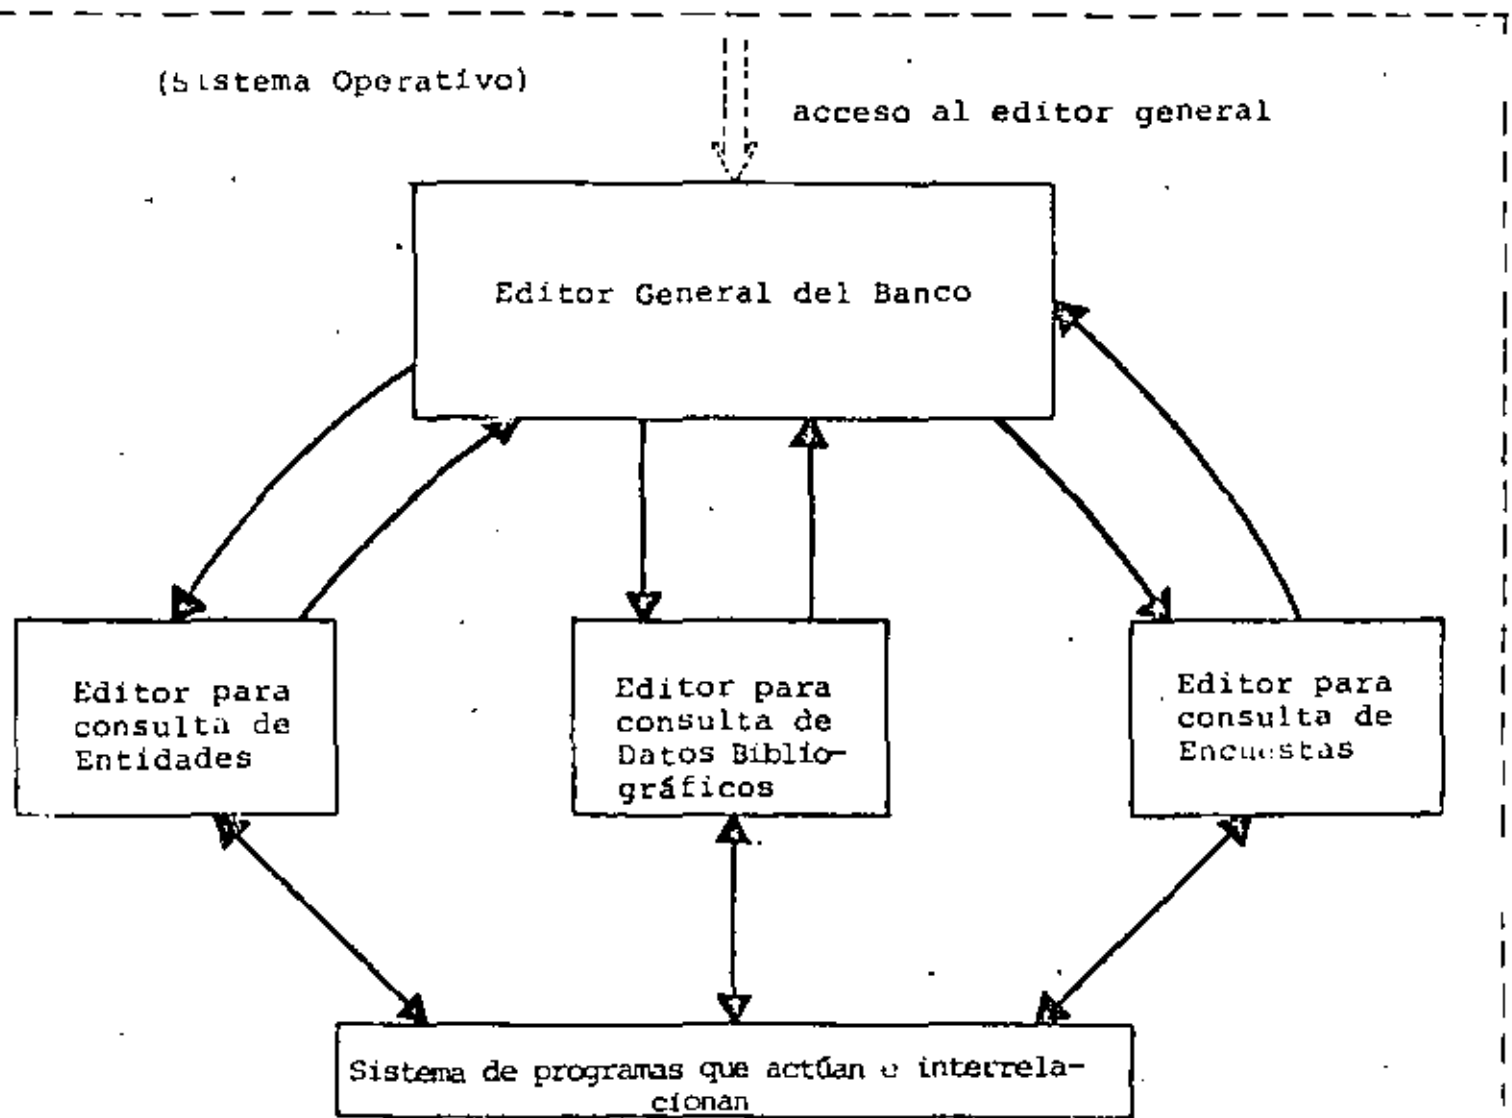 (Sistema Operativo)
acceso al editor general
Editor General del Banco
Editor para
consulta de
Entidades
Editor para
consulta de
Datos Biblio-
gráficos
Editor para
consulta de
Encuestas
Sistema de programas que actúan e interrela-
cionan